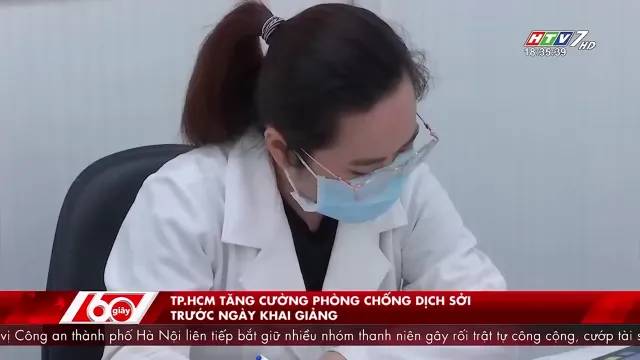 HTV7 HD
18:35:39
60 giây
TP.HCM TĂNG CƯỜNG PHÒNG CHỐNG DỊCH SỞI
TRƯỚC NGÀY KHAI GIẢNG
vị Công an thành phố Hà Nội liên tiếp bắt giữ nhiều nhóm thanh niên gây rối trật tự công cộng, cướp tài s